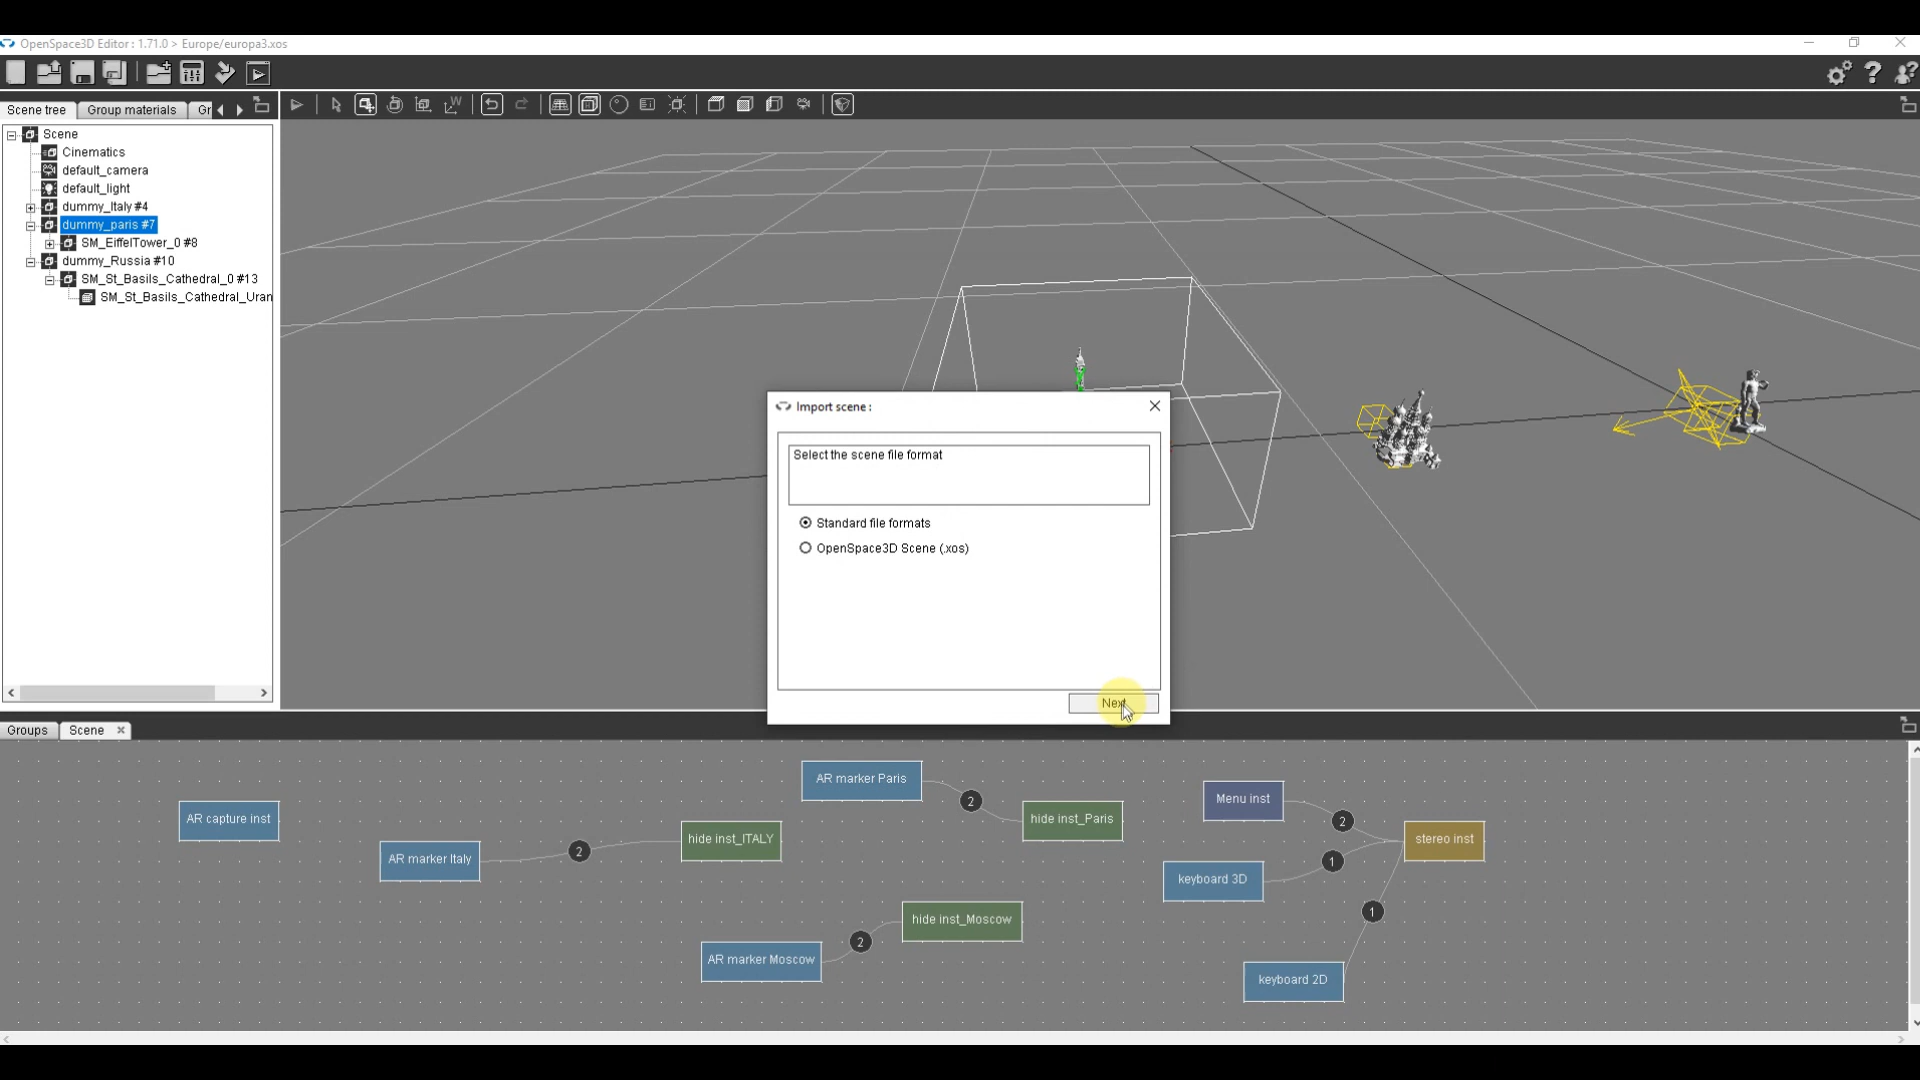 OpenSpace3D Editor : 1.71.0 > Europe/europa3.xos
Scene tree
Group materials
Gr
Scene
Cinematics
default_camera
default_light
dummy_Italy #4
dummy_paris #7
SM_EiffelTower_0 #8
dummy_Russia #10
SM_St_Basils_Cathedral_0 #13
SM_St_Basils_Cathedral_Uran
Import scene :
Select the scene file format
Standard file formats
OpenSpace3D Scene (.xos)
Next
Groups
Scene
AR marker Paris
2
hide inst_Paris
Menu inst
2
AR capture inst
hide inst_ITALY
stereo inst
AR marker Italy
2
keyboard 3D
1
hide inst_Moscow
1
2
AR marker Moscow
keyboard 2D